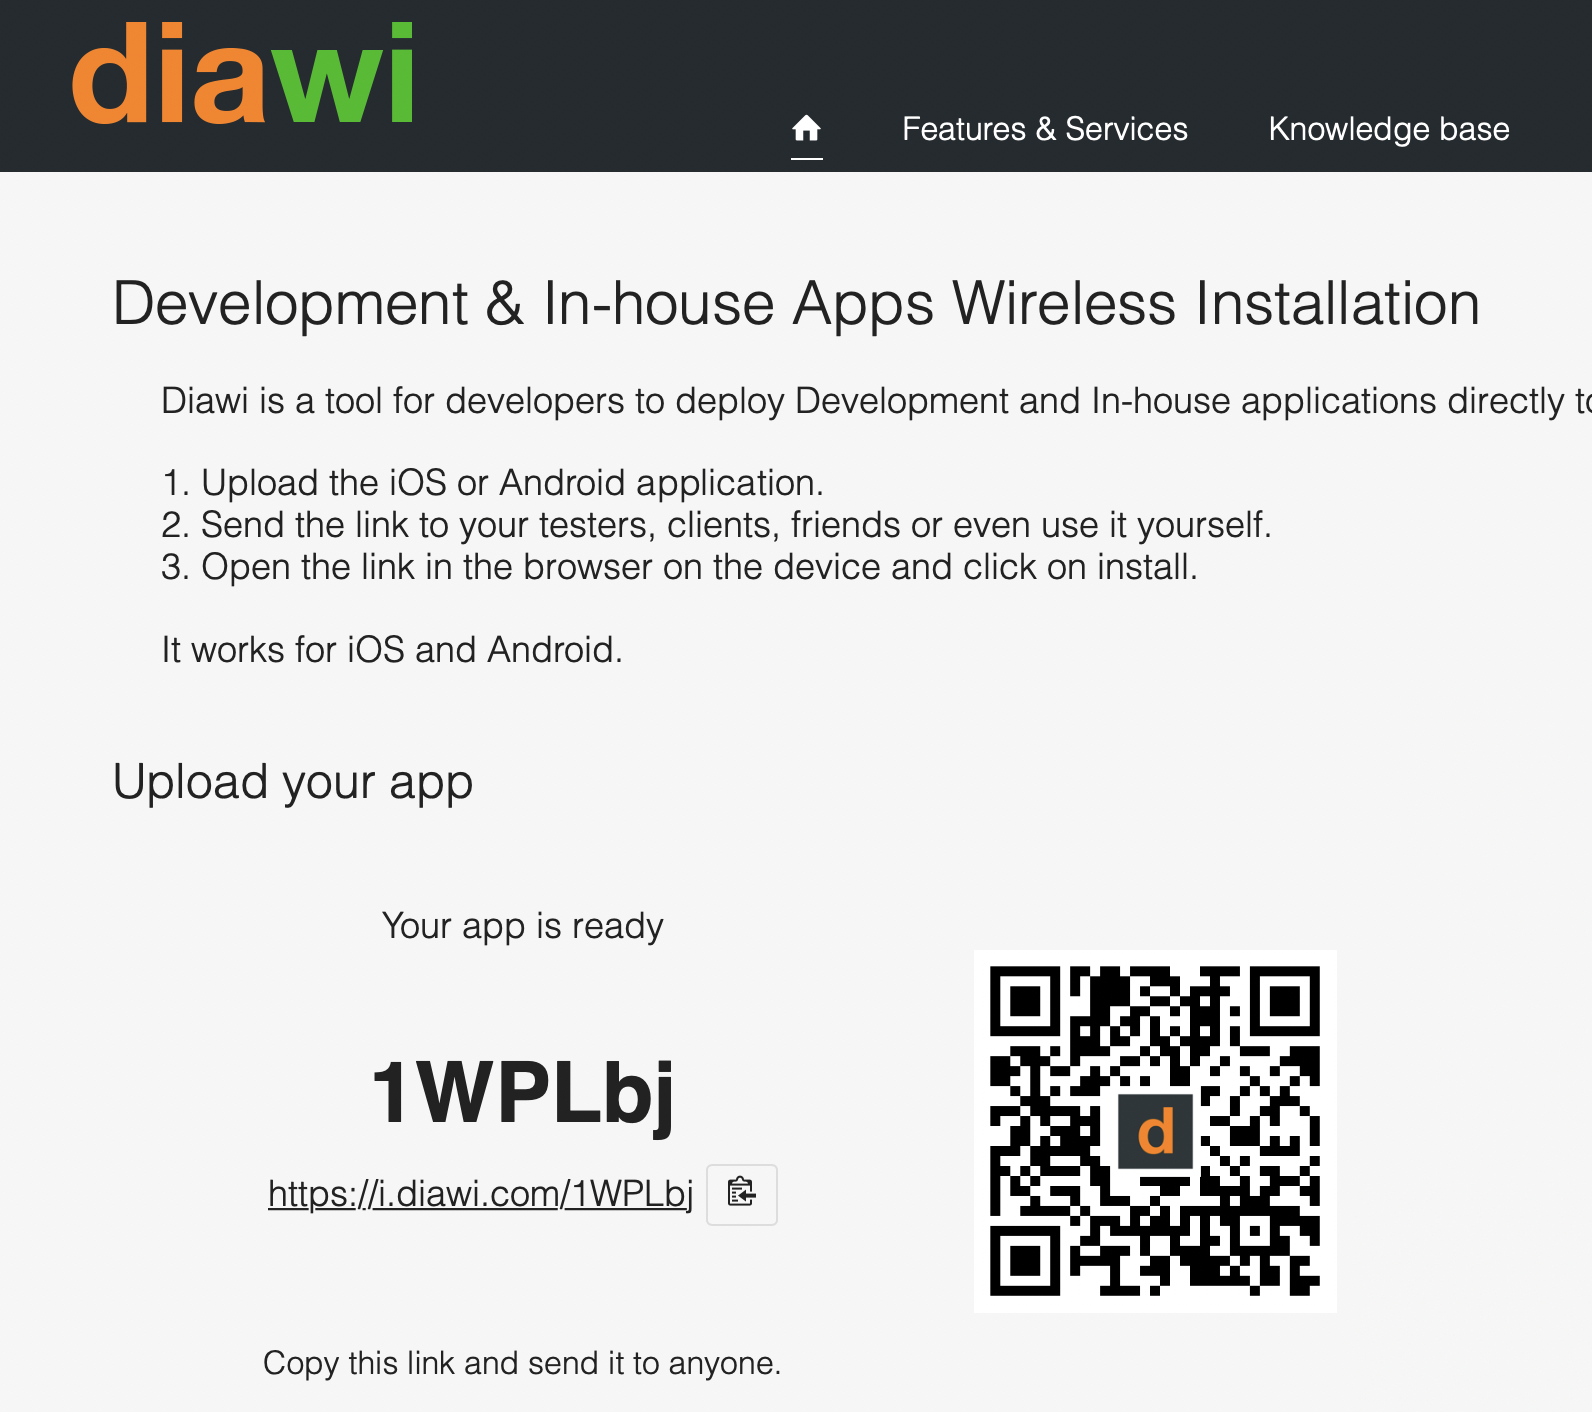 diawi
Features & Services
Knowledge base
Development & In-house Apps Wireless Installation
Diawi is a tool for developers to deploy Development and In-house applications directly to
1. Upload the iOS or Android application.
2. Send the link to your testers, clients, friends or even use it yourself.
3. Open the link in the browser on the device and click on install.
It works for iOS and Android.
Upload your app
Your app is ready
1WPLbj
https://i.diawi.com/1WPLbj
d
Copy this link and send it to anyone.